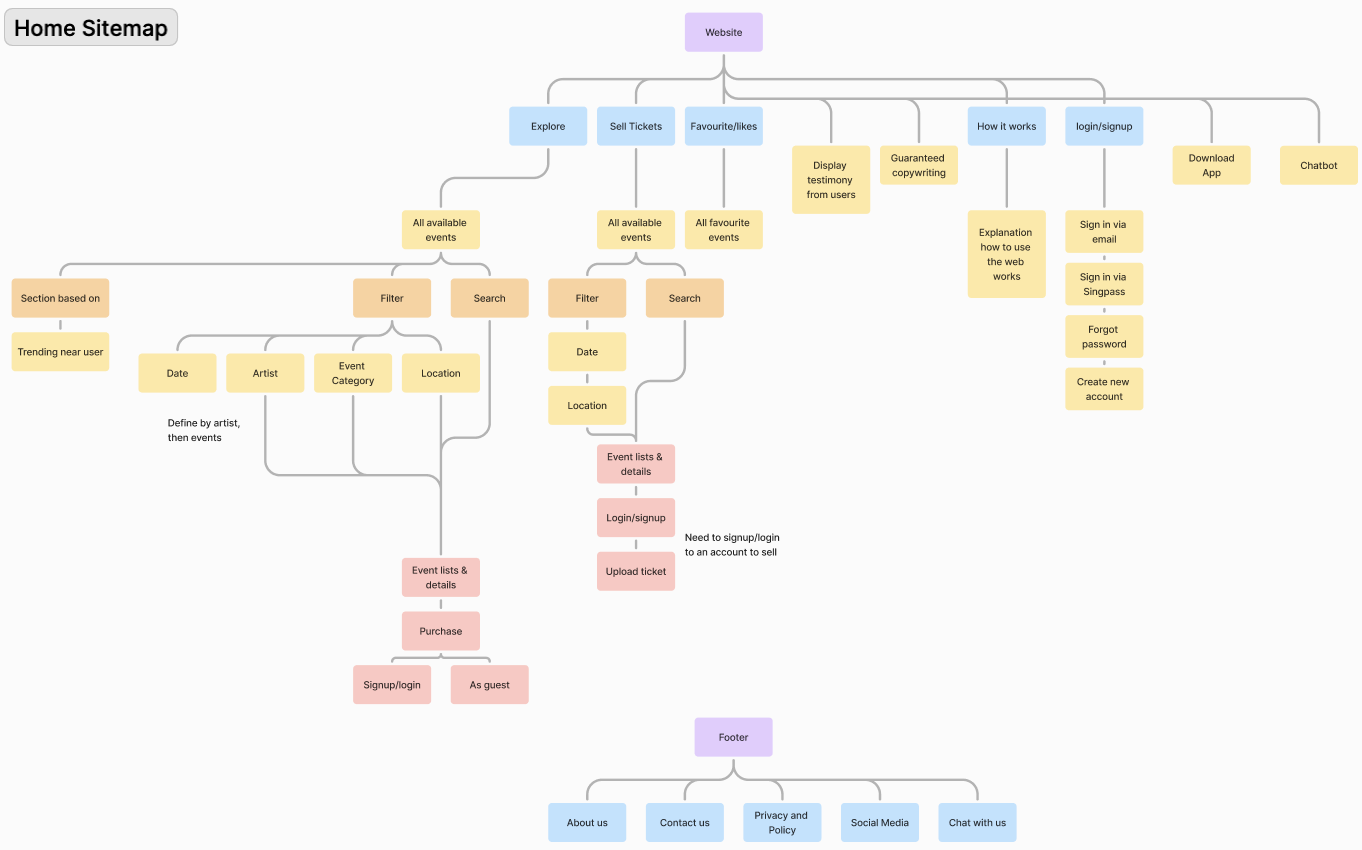 Home Sitemap
Website
Explore
Sell Tickets
Favourite/likes
How it works
login/signup
Display
testimony
from users
Guaranteed
copywriting
Download
App
Chatbot
All available
events
All available
events
All favourite
events
Explanation
how to use
the web
works
Sign in via
email
Sign in via
Singpass
Forgot
password
Create new
account
Section based on
Filter
Search
Filter
Search
Trending near user
Date
Artist
Event
Category
Location
Date
Location
Define by artist,
then events
Event lists &
details
Login/signup
Need to signup/login
to an account to sell
Upload ticket
Event lists &
details
Purchase
Signup/login
As guest
Footer
About us
Contact us
Privacy and
Policy
Social Media
Chat with us